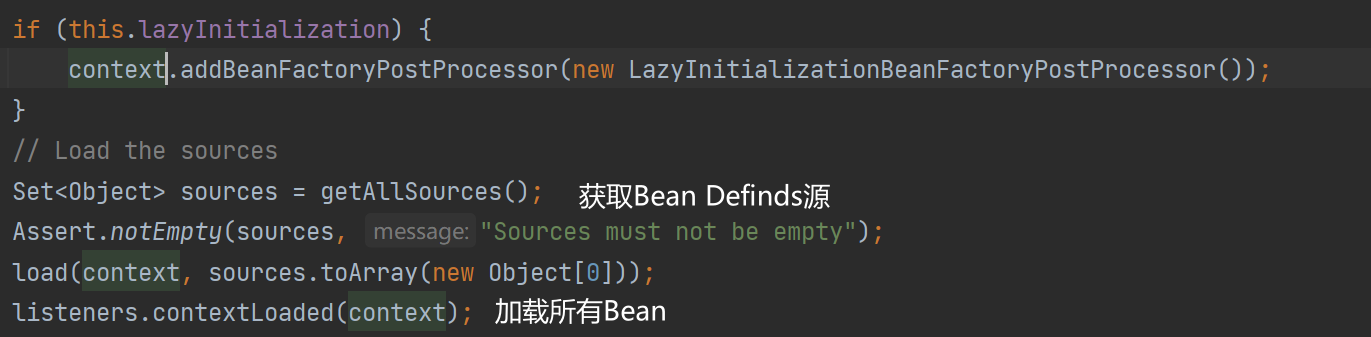 if (this.lazyInitialization) {
context.addBeanFactoryPostProcessor(new LazyInitializationBeanFactoryPostProcessor());
}
// Load the sources
Set<Object> sources = getAllSources(); 获取Bean Definds源
Assert.notEmpty(sources, message: "Sources must not be empty");
load(context, sources.toArray(new Object[0]));
listeners.contextLoaded(context); 加载所有Bean